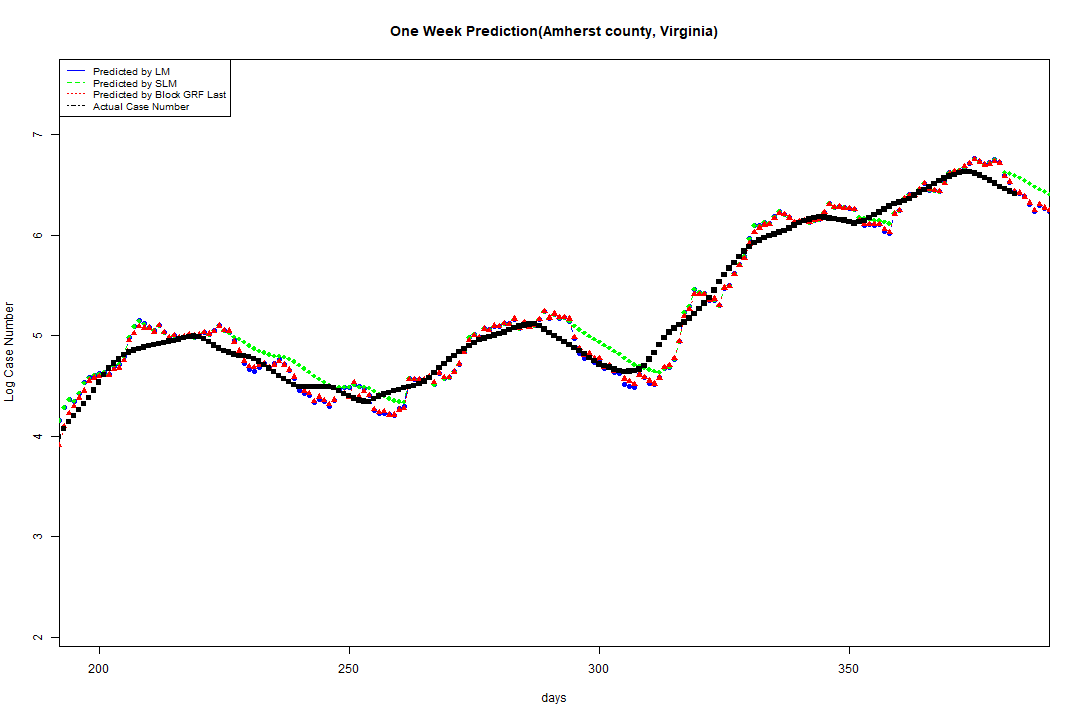 One Week Prediction(Amherst county, Virginia)
Predicted by LM
Predicted by SLM
Predicted by Block GRF Last
Actual Case Number
7
6
5
4
3
2
Log Case Number
200 250 300 350
days